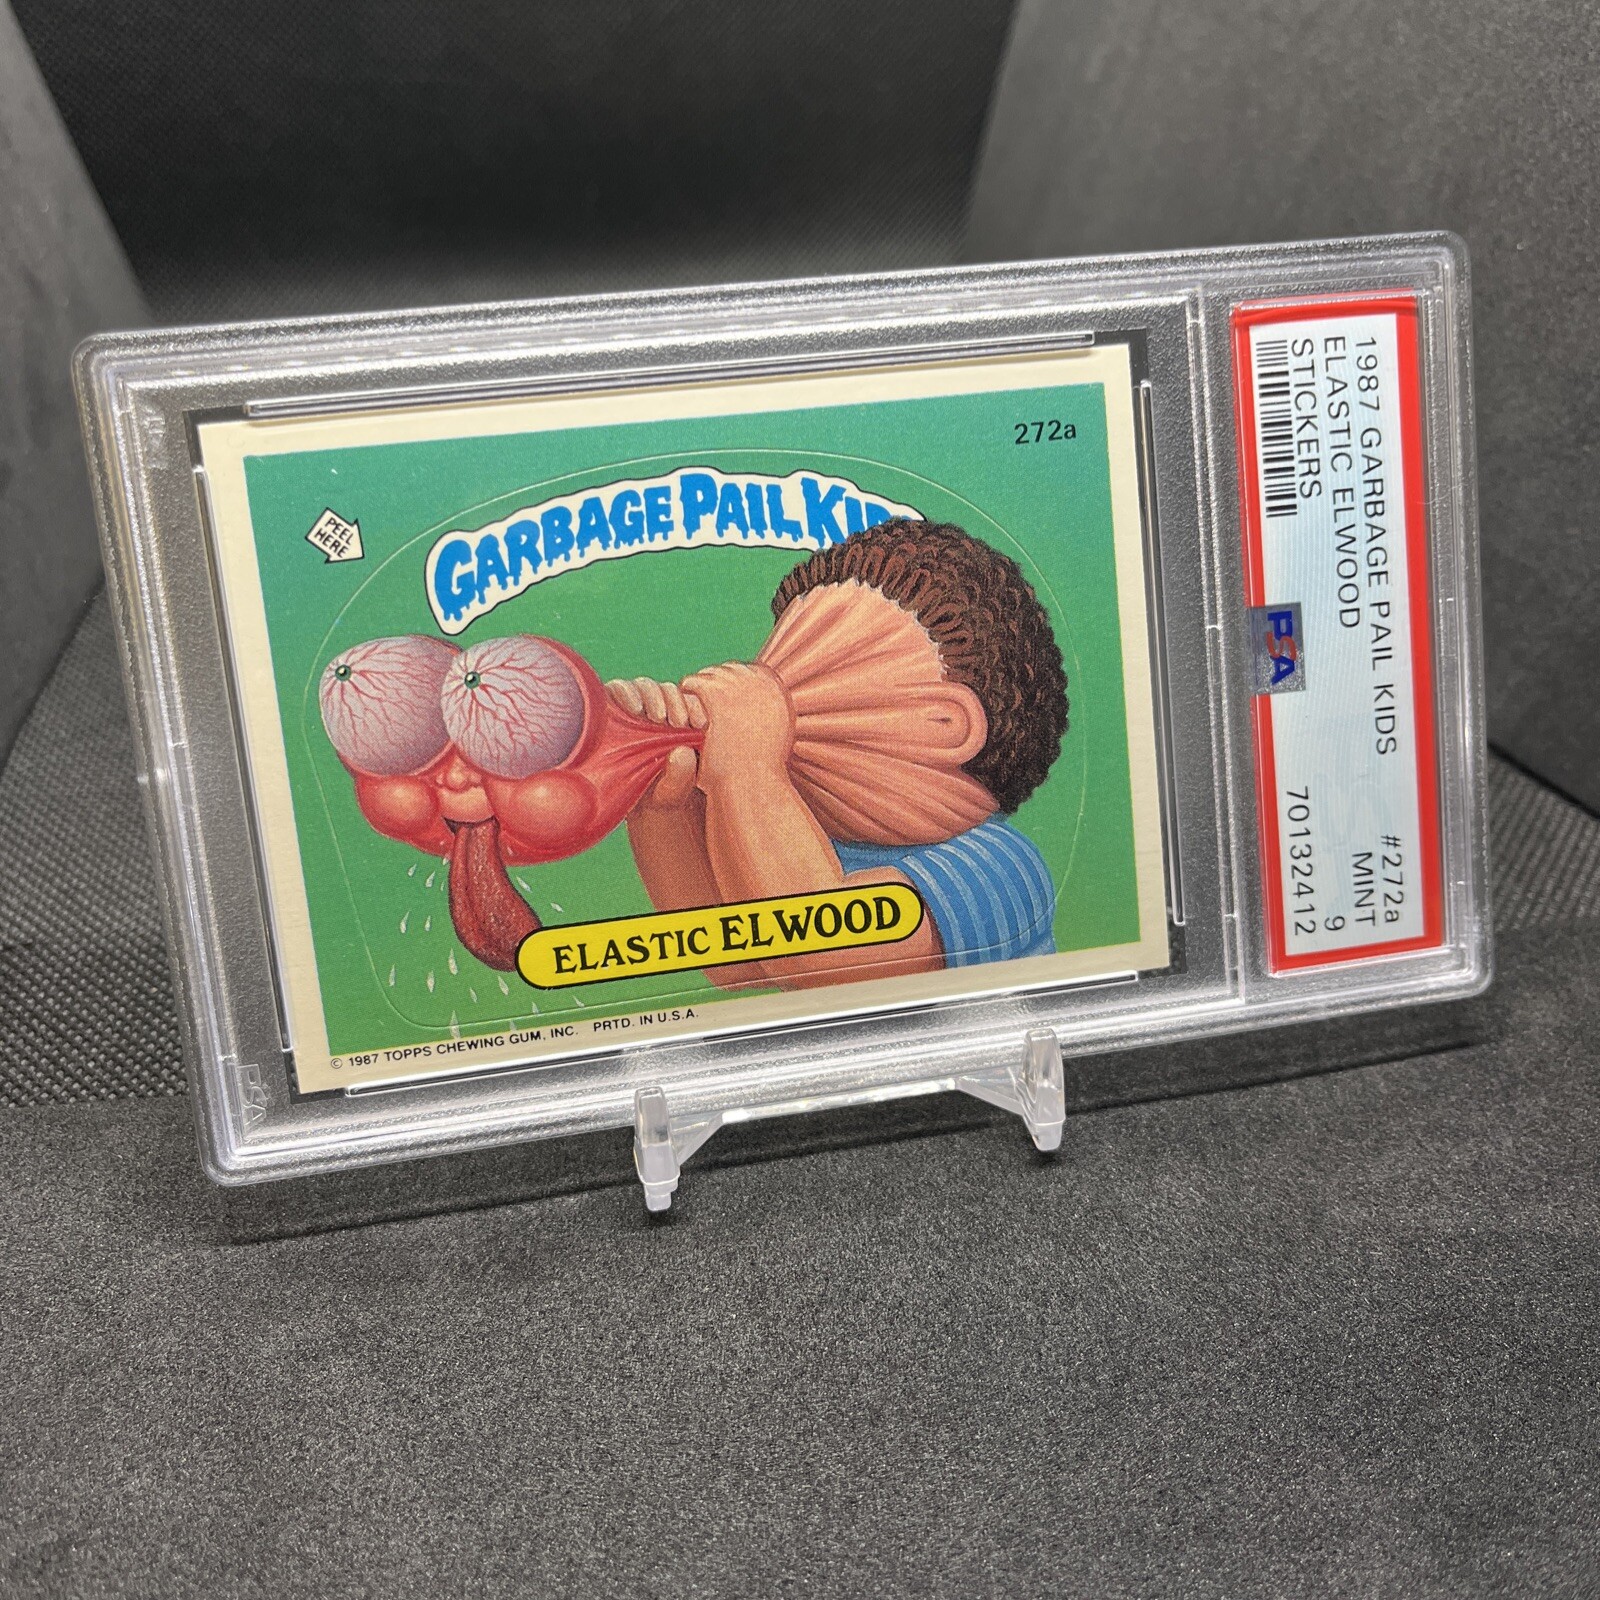 272a
PEEL
HERE
GARBAGE PAIL
ELASTIC ELWOOD
© 1987 TOPPS CHEWING GUM, INC. PRTD. IN U.S.A.
1987 GARBAGE PAIL KIDS #272a
ELASTIC ELWOOD MINT
STICKERS 9
70132412
PSA
PSA